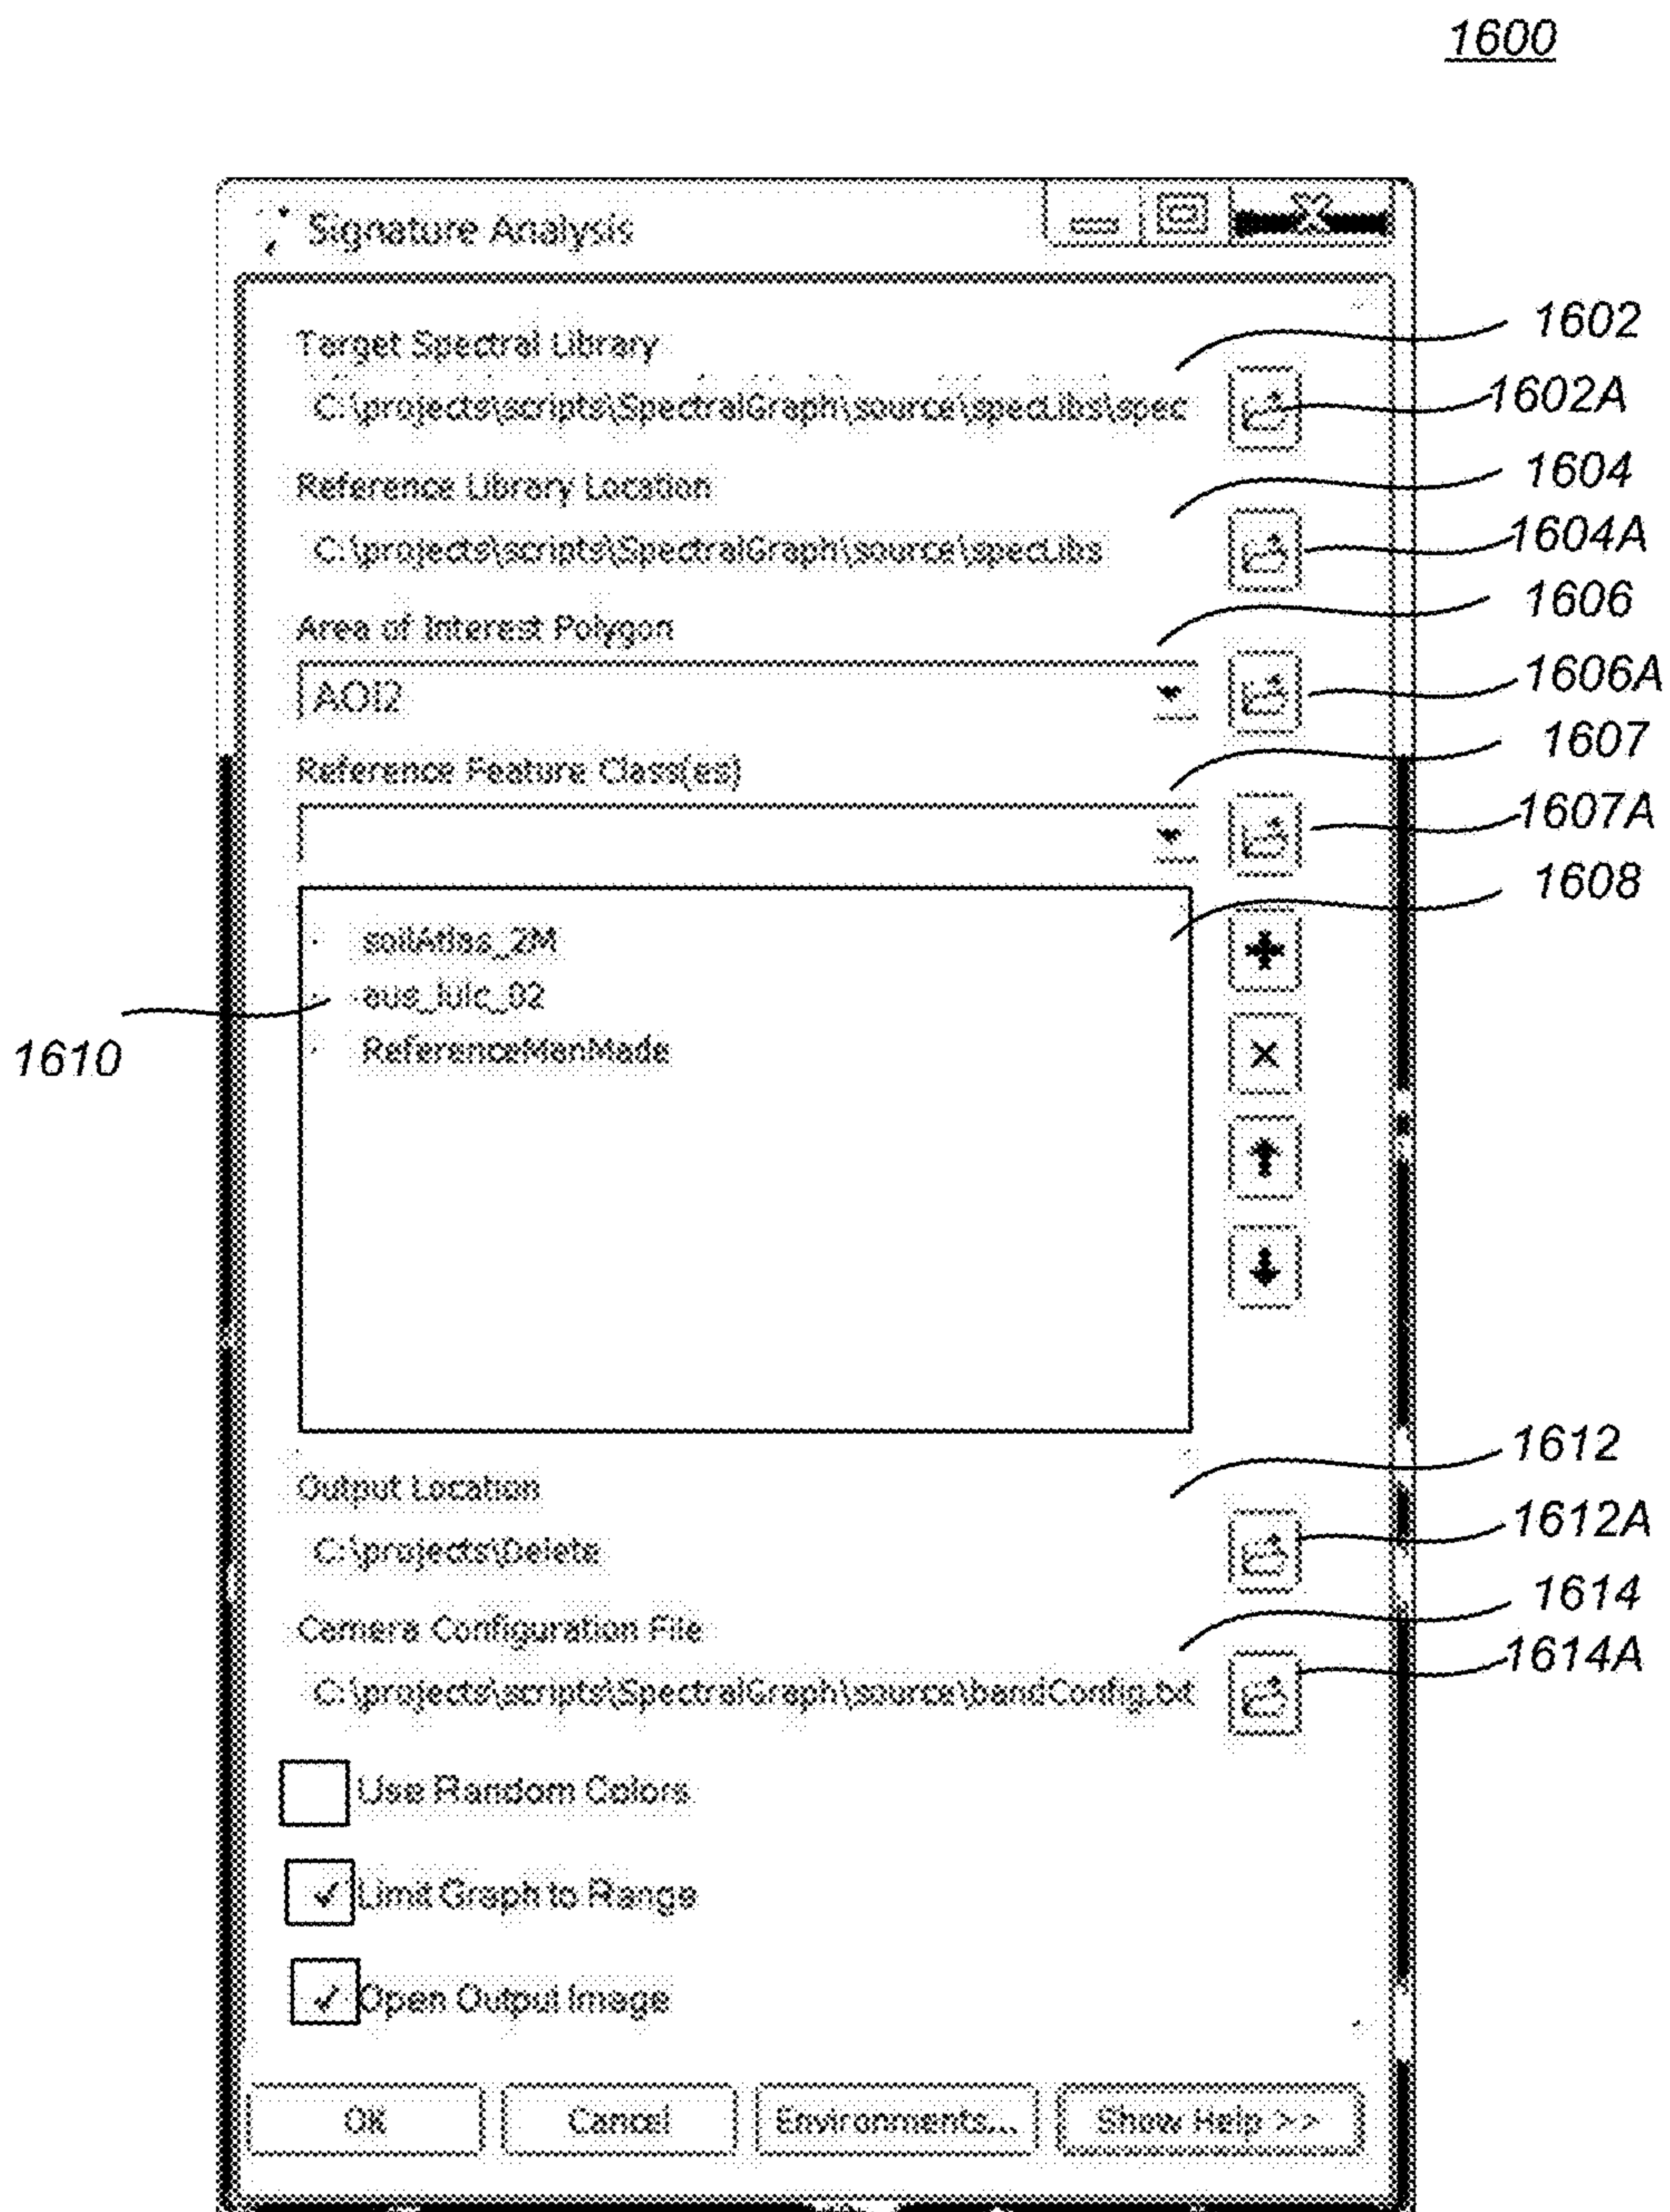 1600
Signature Analysis
Target Spectral Library
1602
C:\projects\scripts\SpectralGraph\source\specLibs\spec
1602A
Reference Library Location
1604
C:\projects\scripts\SpectralGraph\source\specLibs
1604A
Area of Interest Polygon
1606
AOI2
1606A
Reference Feature Class(es)
1607
1607A
1608
soilAtlas_2M
aus_lulc_02
1610
ReferenceManMade
Output Location
1612
C:\projects\Delete
1612A
Camera Configuration File
1614
C:\projects\scripts\SpectralGraph\source\bandConfig.txt
1614A
Use Random Colors
Limit Graph to Range
Open Output Image
OK
Cancel
Environments...
Show Help >>